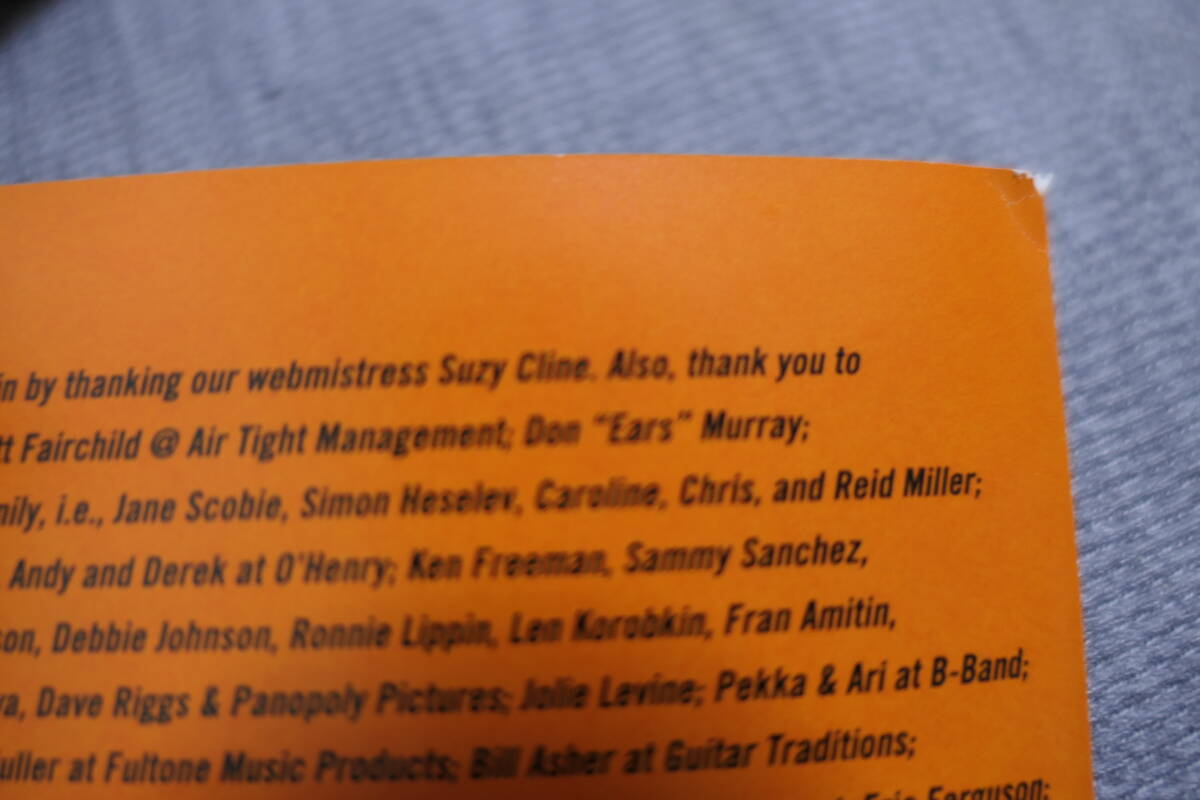 in by thanking our webmistress Suzy Cline. Also, thank you to
tt Fairchild @ Air Tight Management; Don “Ears” Murray;
mily, i.e., Jane Scobie, Simon Heselev, Caroline, Chris, and Reid Miller;
Andy and Derek at O'Henry; Ken Freeman, Sammy Sanchez,
son, Debbie Johnson, Ronnie Lippin, Len Korobkin, Fran Amitin,
va, Dave Riggs & Panopoly Pictures; Jolie Levine; Pekka & Ari at B-Band;
uller at Fultone Music Products; Bill Asher at Guitar Traditions;
Eric Ferguson;